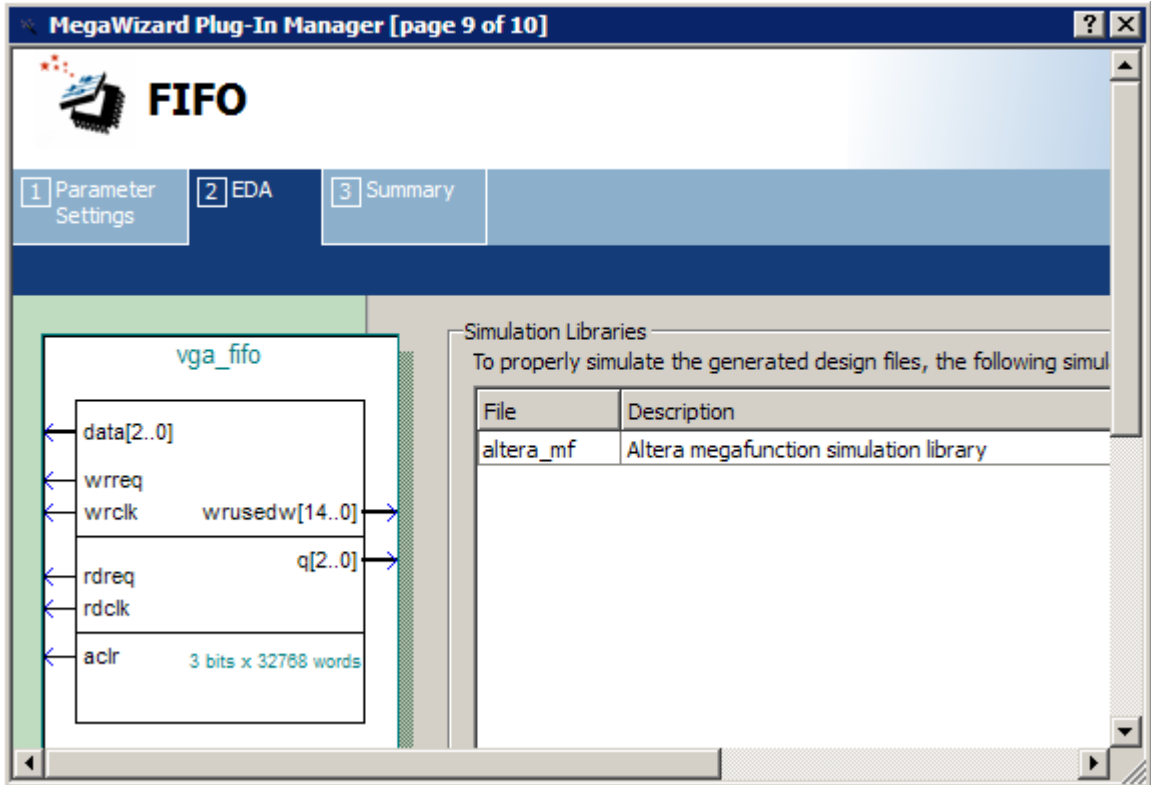 MegaWizard Plug-In Manager [page 9 of 10]
FIFO
1 Parameter Settings
2 EDA
3 Summary
vga_fifo
data[2..0]
wrreq
wrclk wrusedw[14..0]
q[2..0]
rdreq
rdclk
aclr 3 bits x 32768 words
Simulation Libraries
To properly simulate the generated design files, the following simul
File Description
altera_mf Altera megafunction simulation library